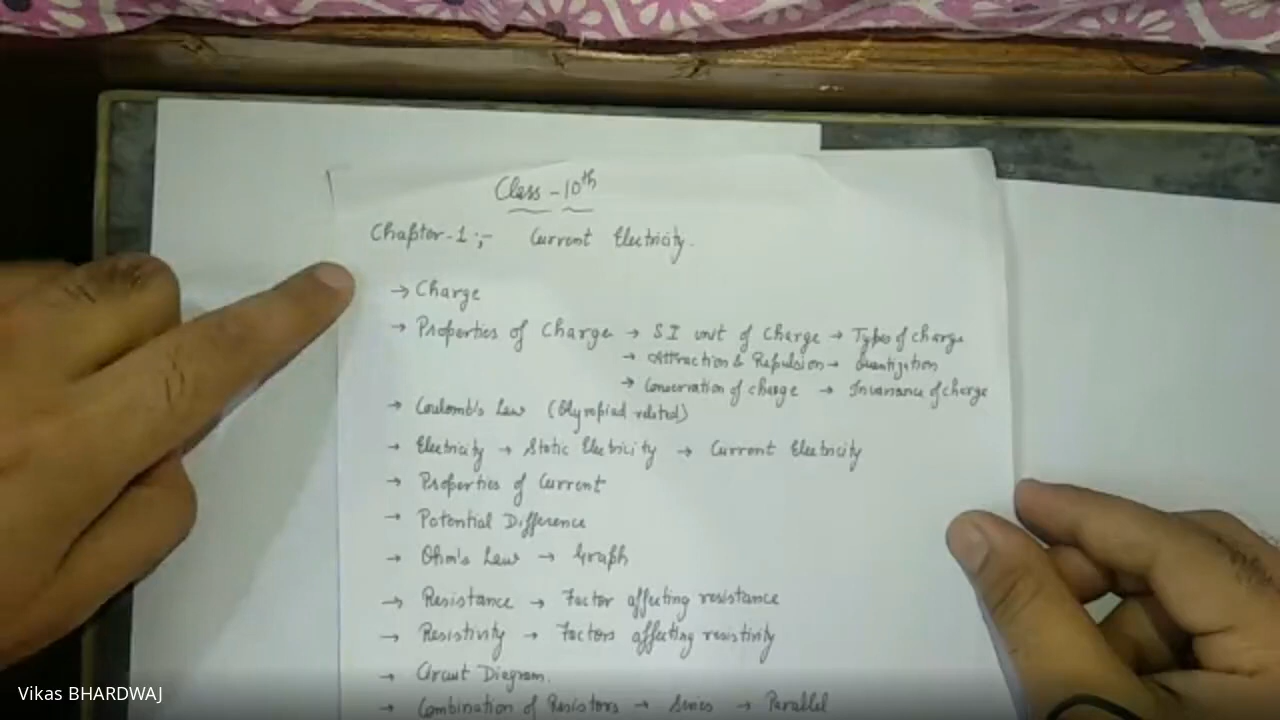 Class - 10th
Chapter-1 :- Current Electricity.
→ Charge
→ Properties of Charge → SI unit of Charge → Types of charge
→ Attraction & Repulsion → Quantization
→ Conservation of charge → Invariance of charge
→ Coulomb's Law (Olympiad related)
→ Electricity → Static Electricity → Current Electricity
→ Properties of Current
→ Potential Difference
→ Ohm's Law → Graph
→ Resistance → Factor affecting resistance
→ Resistivity → Factors affecting resistivity
→ Circuit Diagram.
→ Combination of Resistors → Series → Parallel
Vikas BHARDWAJ